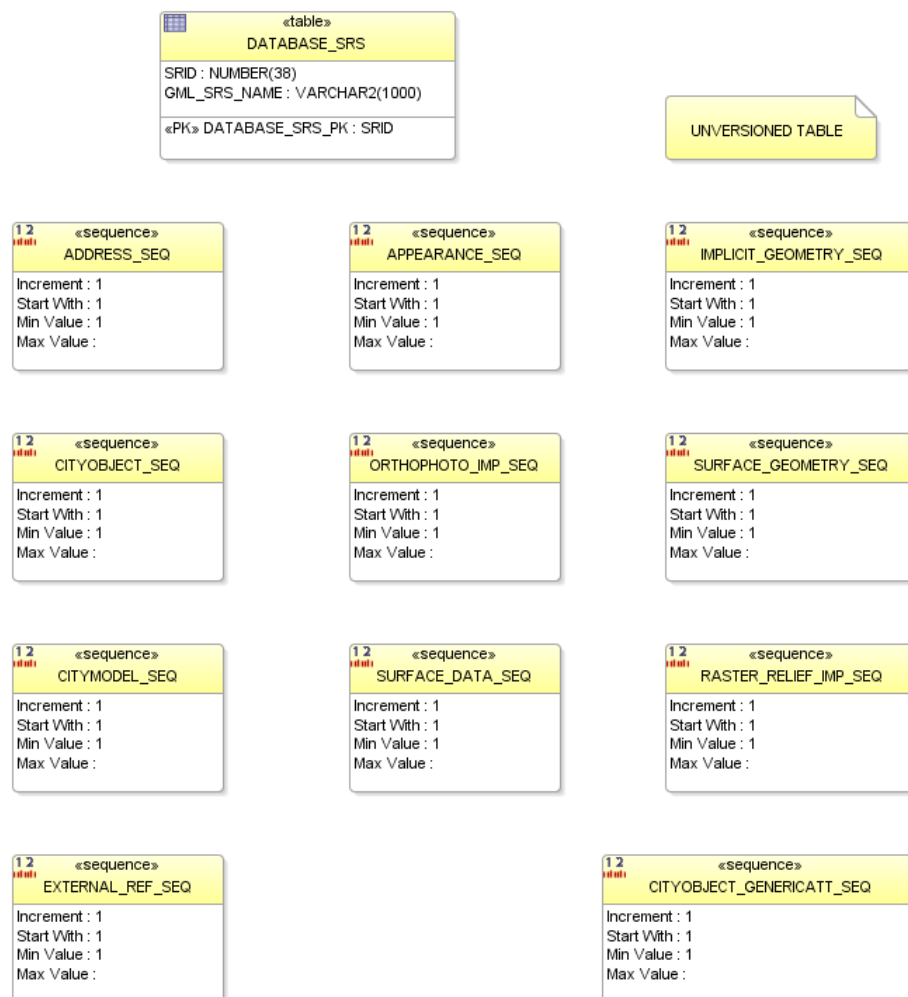 «table»
DATABASE_SRS
SRID : NUMBER(38)
GML_SRS_NAME : VARCHAR2(1000)
«PK» DATABASE_SRS_PK : SRID
UNVERSIONED TABLE
1 2
«sequence»
ADDRESS_SEQ
Increment : 1
Start With : 1
Min Value : 1
Max Value :
1 2
«sequence»
APPEARANCE_SEQ
Increment : 1
Start With : 1
Min Value : 1
Max Value :
1 2
«sequence»
IMPLICIT_GEOMETRY_SEQ
Increment : 1
Start With : 1
Min Value : 1
Max Value :
1 2
«sequence»
CITYOBJECT_SEQ
Increment : 1
Start With : 1
Min Value : 1
Max Value :
1 2
«sequence»
ORTHOPHOTO_IMP_SEQ
Increment : 1
Start With : 1
Min Value : 1
Max Value :
1 2
«sequence»
SURFACE_GEOMETRY_SEQ
Increment : 1
Start With : 1
Min Value : 1
Max Value :
1 2
«sequence»
CITYMODEL_SEQ
Increment : 1
Start With : 1
Min Value : 1
Max Value :
1 2
«sequence»
SURFACE_DATA_SEQ
Increment : 1
Start With : 1
Min Value : 1
Max Value :
1 2
«sequence»
RASTER_RELIEF_IMP_SEQ
Increment : 1
Start With : 1
Min Value : 1
Max Value :
1 2
«sequence»
EXTERNAL_REF_SEQ
Increment : 1
Start With : 1
Min Value : 1
Max Value :
1 2
«sequence»
CITYOBJECT_GENERICATT_SEQ
Increment : 1
Start With : 1
Min Value : 1
Max Value :